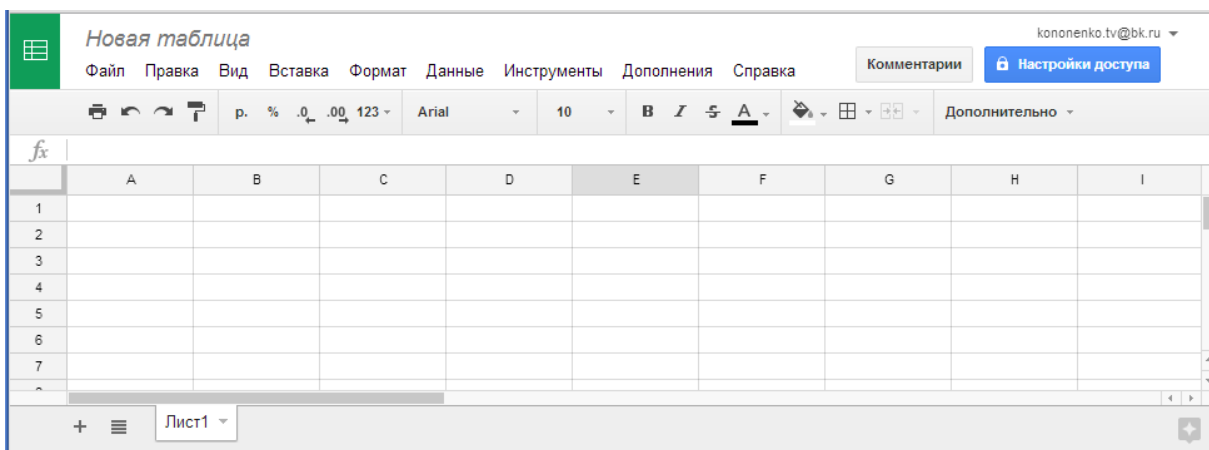 Новая таблица
kononenko.tv@bk.ru
Файл Правка Вид Вставка Формат Данные Инструменты Дополнения Справка
Комментарии
Настройки доступа
р. % .0 .00 123 Arial 10 B I S A Дополнительно
fx
A B C D E F G H I
1
2
3
4
5
6
7
Лист1